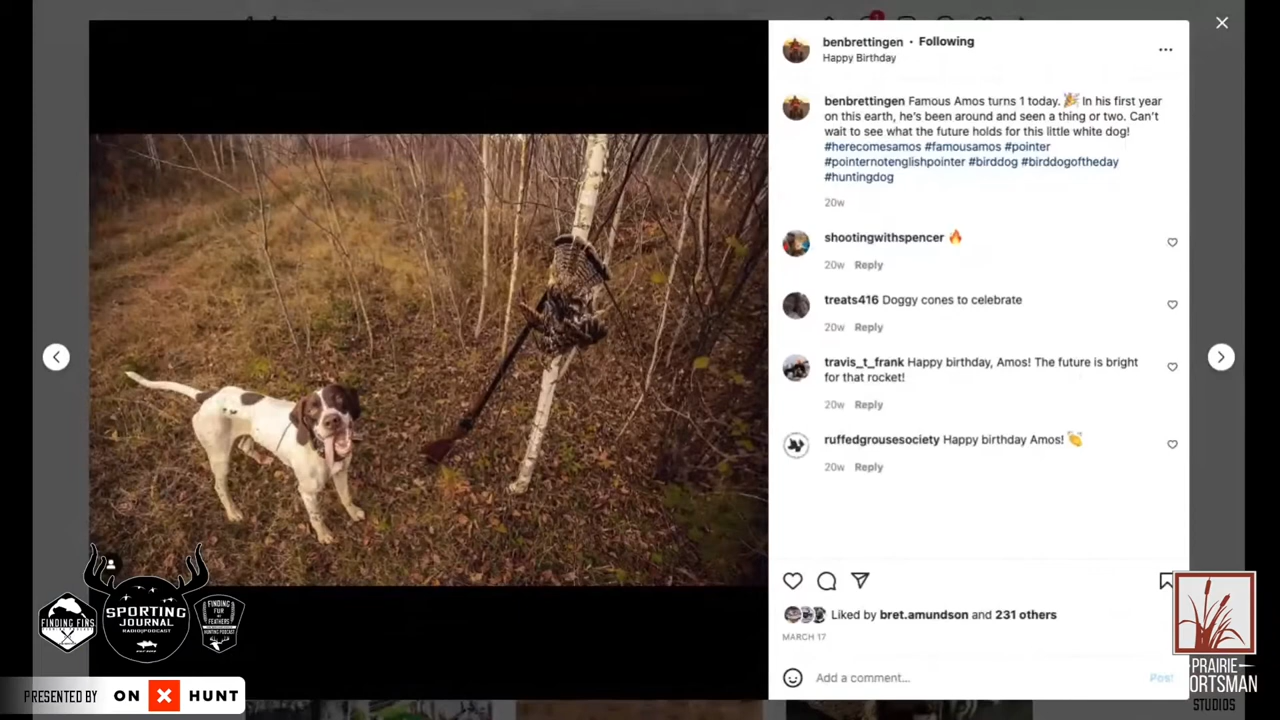 benbrettingen • Following
Happy Birthday
benbrettingen Famous Amos turns 1 today. 🎉 In his first year
on this earth, he's been around and seen a thing or two. Can't
wait to see what the future holds for this little white dog!
#herecomesamos #famousamos #pointer
#pointernotenglishpointer #birddog #birddogoftheday
#huntingdog
20w
shootingwithspencer 🔥
20w Reply
treats416 Doggy cones to celebrate
20w Reply
travis_t_frank Happy birthday, Amos! The future is bright
for that rocket!
20w Reply
ruffedgrousesociety Happy birthday Amos! 👏
20w Reply
Liked by bret.amundson and 231 others
MARCH 17
Add a comment...
Post
FINDING FINS
SPORTING
JOURNAL
RADIO|PODCAST
FINDING
FUR
FEATHERS
HUNTING PODCAST
PRESENTED BY ON X HUNT
PRAIRIE
ORTSMAN
STUDIOS